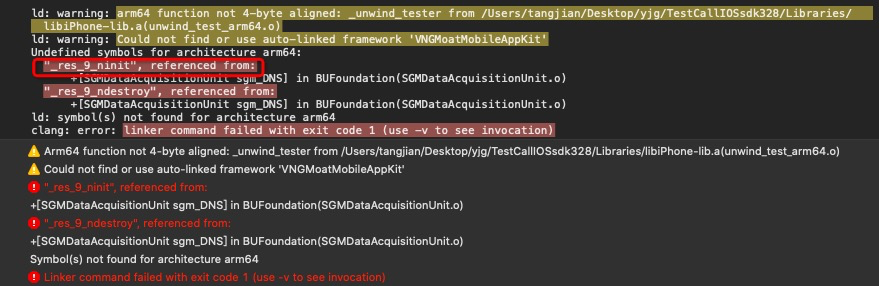 ld: warning: arm64 function not 4-byte aligned: _unwind_tester from /Users/tangjian/Desktop/yjg/TestCallIOSsdk328/Libraries/
libiPhone-lib.a(unwind_test_arm64.o)
ld: warning: Could not find or use auto-linked framework 'VNGMoatMobileAppKit'
Undefined symbols for architecture arm64:
"_res_9_ninit", referenced from:
+[SGMDataAcquisitionUnit sgm_DNS] in BUFoundation(SGMDataAcquisitionUnit.o)
"_res_9_ndestroy", referenced from:
+[SGMDataAcquisitionUnit sgm_DNS] in BUFoundation(SGMDataAcquisitionUnit.o)
ld: symbol(s) not found for architecture arm64
clang: error: linker command failed with exit code 1 (use -v to see invocation)
Arm64 function not 4-byte aligned: _unwind_tester from /Users/tangjian/Desktop/yjg/TestCallIOSsdk328/Libraries/libiPhone-lib.a(unwind_test_arm64.o)
Could not find or use auto-linked framework 'VNGMoatMobileAppKit'
"_res_9_ninit", referenced from:
+[SGMDataAcquisitionUnit sgm_DNS] in BUFoundation(SGMDataAcquisitionUnit.o)
"_res_9_ndestroy", referenced from:
+[SGMDataAcquisitionUnit sgm_DNS] in BUFoundation(SGMDataAcquisitionUnit.o)
Symbol(s) not found for architecture arm64
Linker command failed with exit code 1 (use -v to see invocation)